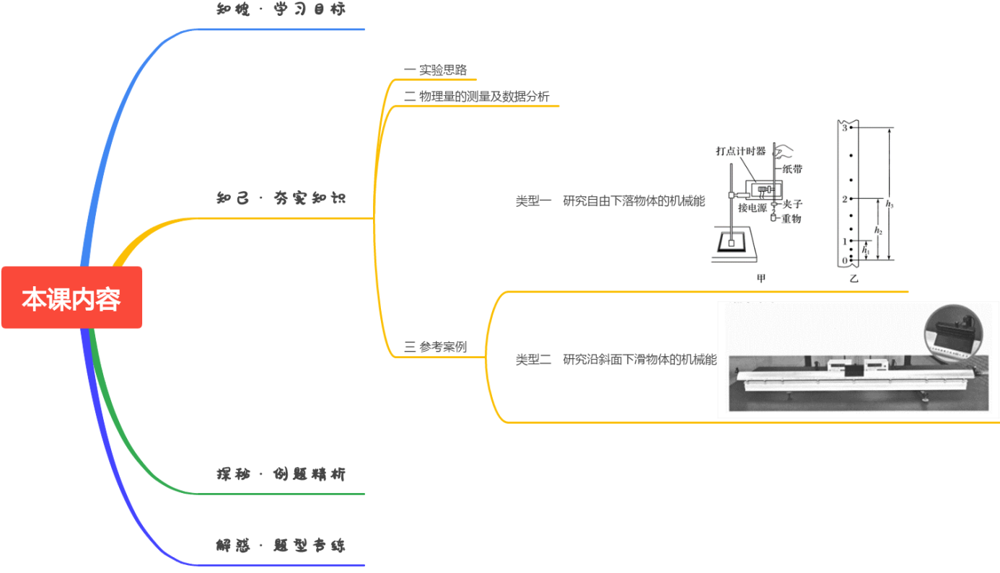 本课内容
知彼·学习目标
知己·夯实知识
一 实验思路
二 物理量的测量及数据分析
三 参考案例
类型一 研究自由下落物体的机械能
打点计时器
纸带
接电源
夹子
重物
甲
3
2
1
0
h₃
h₂
h₁
乙
类型二 研究沿斜面下滑物体的机械能
探秘·例题精析
解惑·题型专练